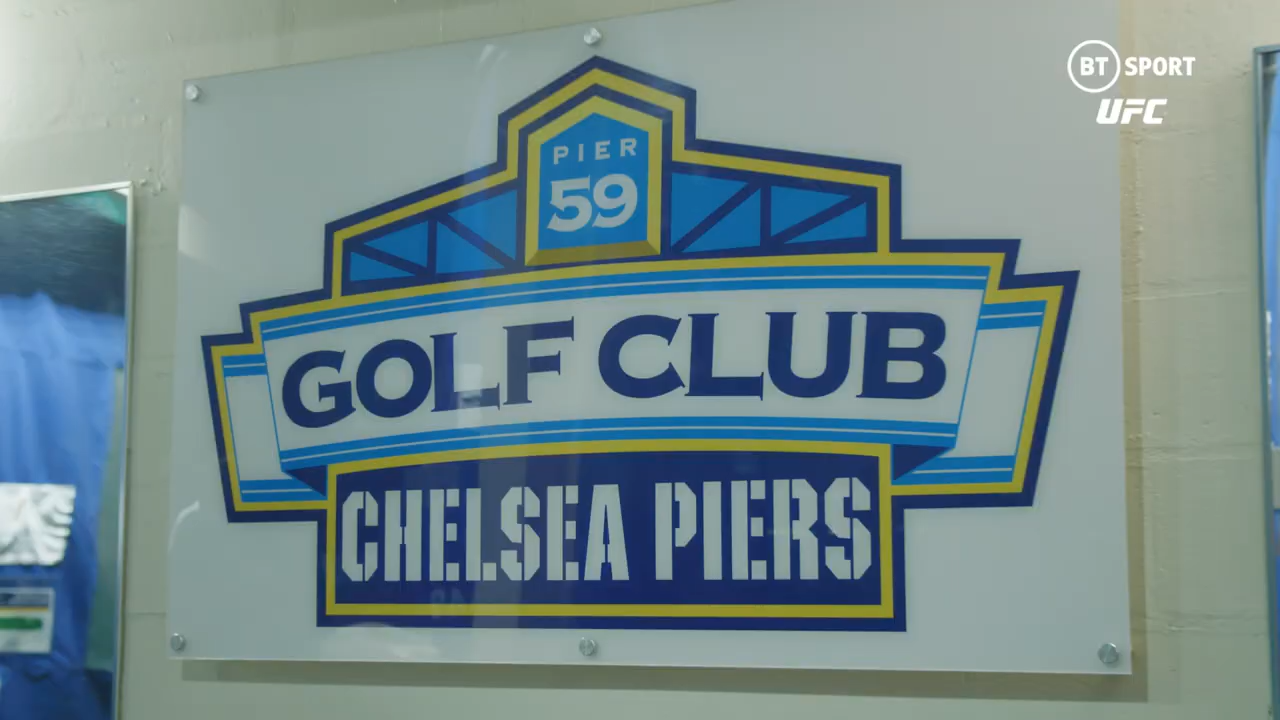 BT SPORT
UFC
PIER
59
GOLF CLUB
CHELSEA PIERS